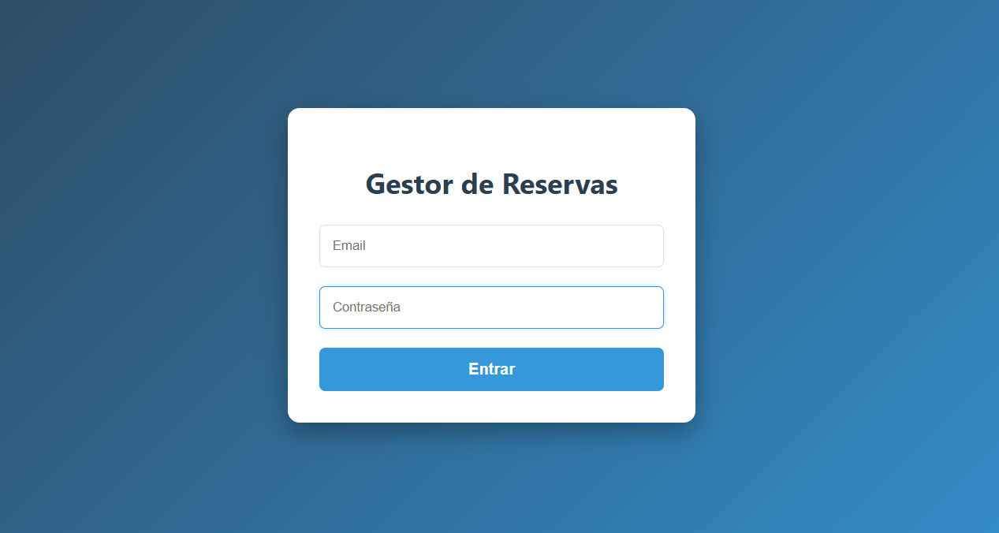 Gestor de Reservas
Email
Contraseña
Entrar